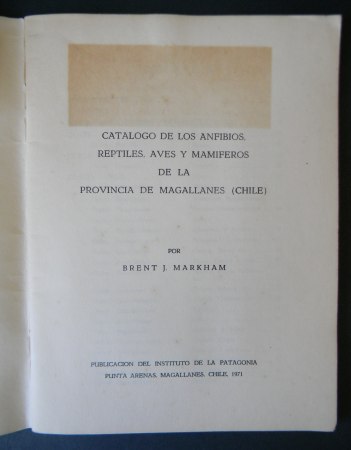 CATALOGO DE LOS ANFIBIOS,
REPTILES, AVES Y MAMIFEROS
DE LA
PROVINCIA DE MAGALLANES (CHILE)
POR
BRENT J. MARKHAM
PUBLICACION DEL INSTITUTO DE LA PATAGONIA
PUNTA ARENAS, MAGALLANES, CHILE, 1971